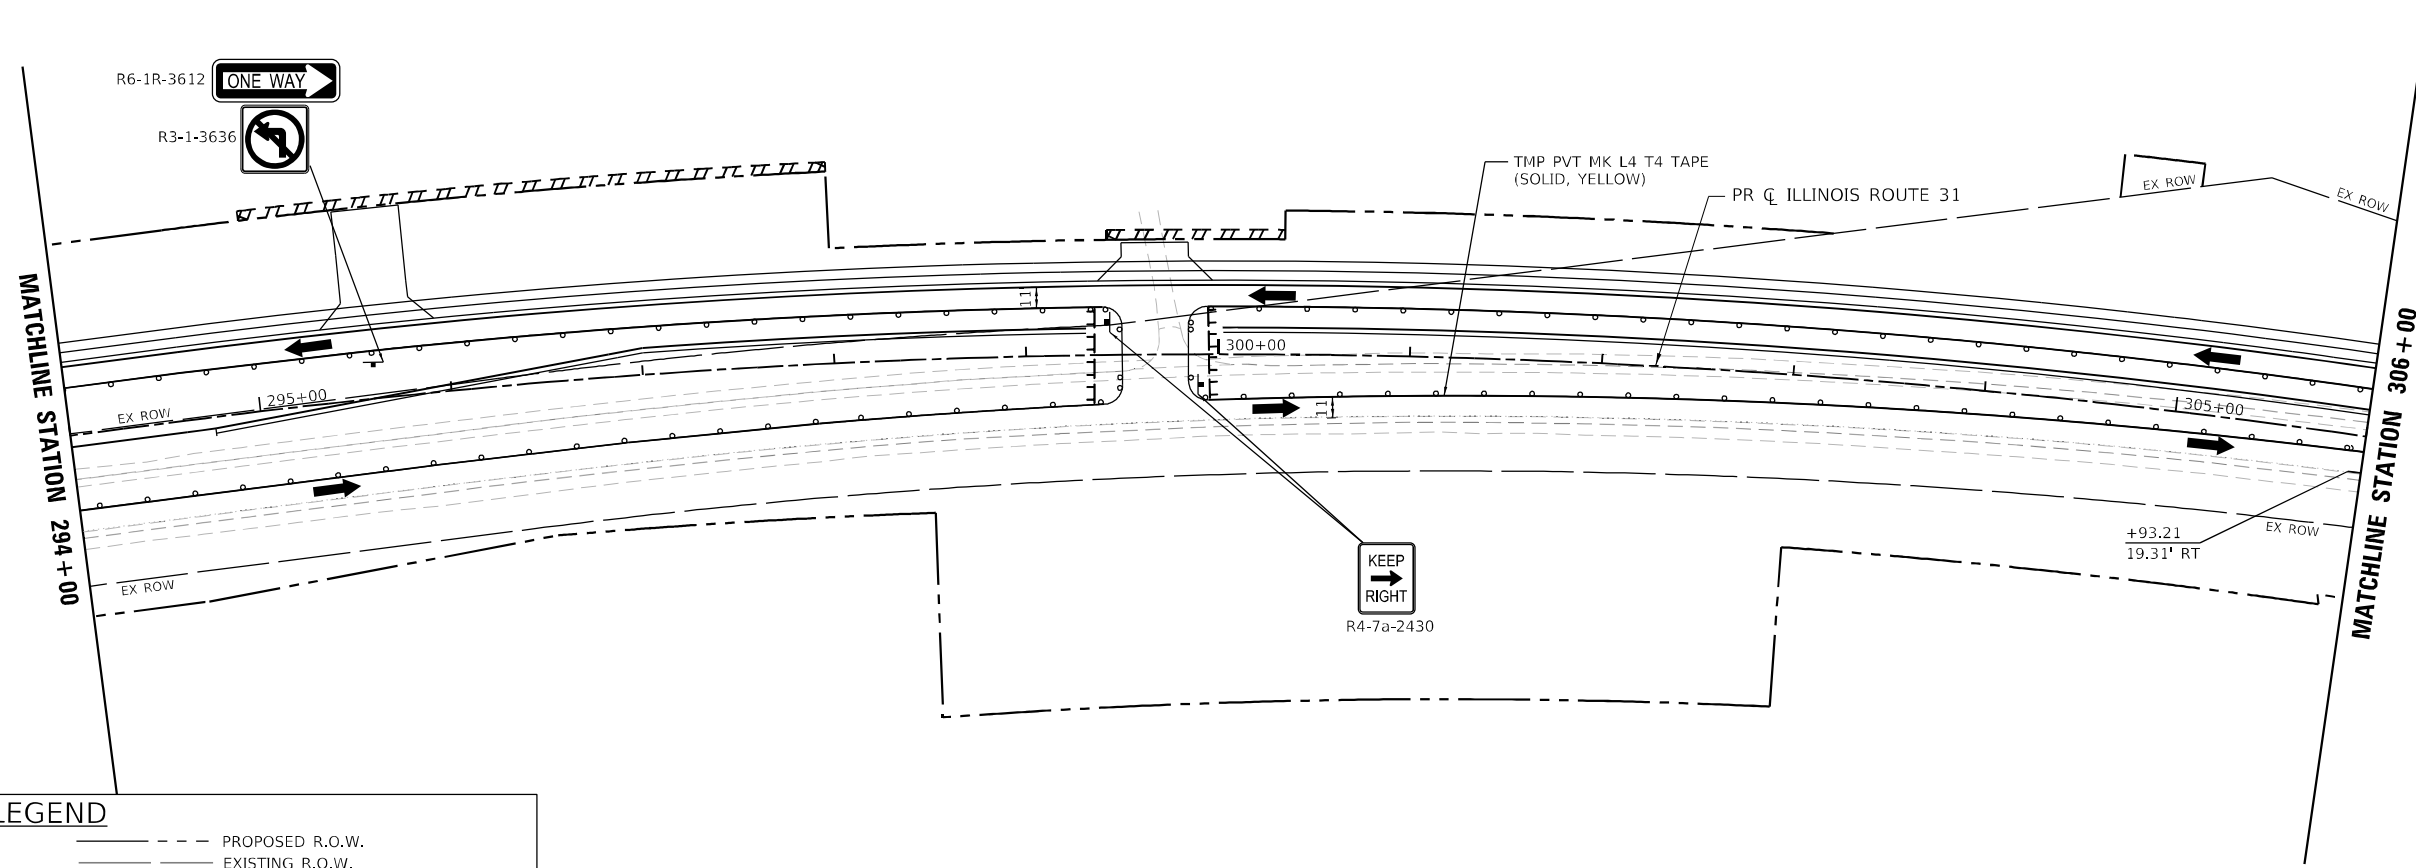 R6-1R-3612
ONE WAY
R3-1-3636
TMP PVT MK L4 T4 TAPE
(SOLID, YELLOW)
PR ℄ ILLINOIS ROUTE 31
EX ROW
EX ROW
MATCHLINE STATION 294+00
MATCHLINE STATION 306+00
11
300+00
295+00
EX ROW
11
305+00
EX ROW
EX ROW
+93.21
19.31' RT
KEEP
RIGHT
R4-7a-2430
LEGEND
PROPOSED R.O.W.
EXISTING R.O.W.